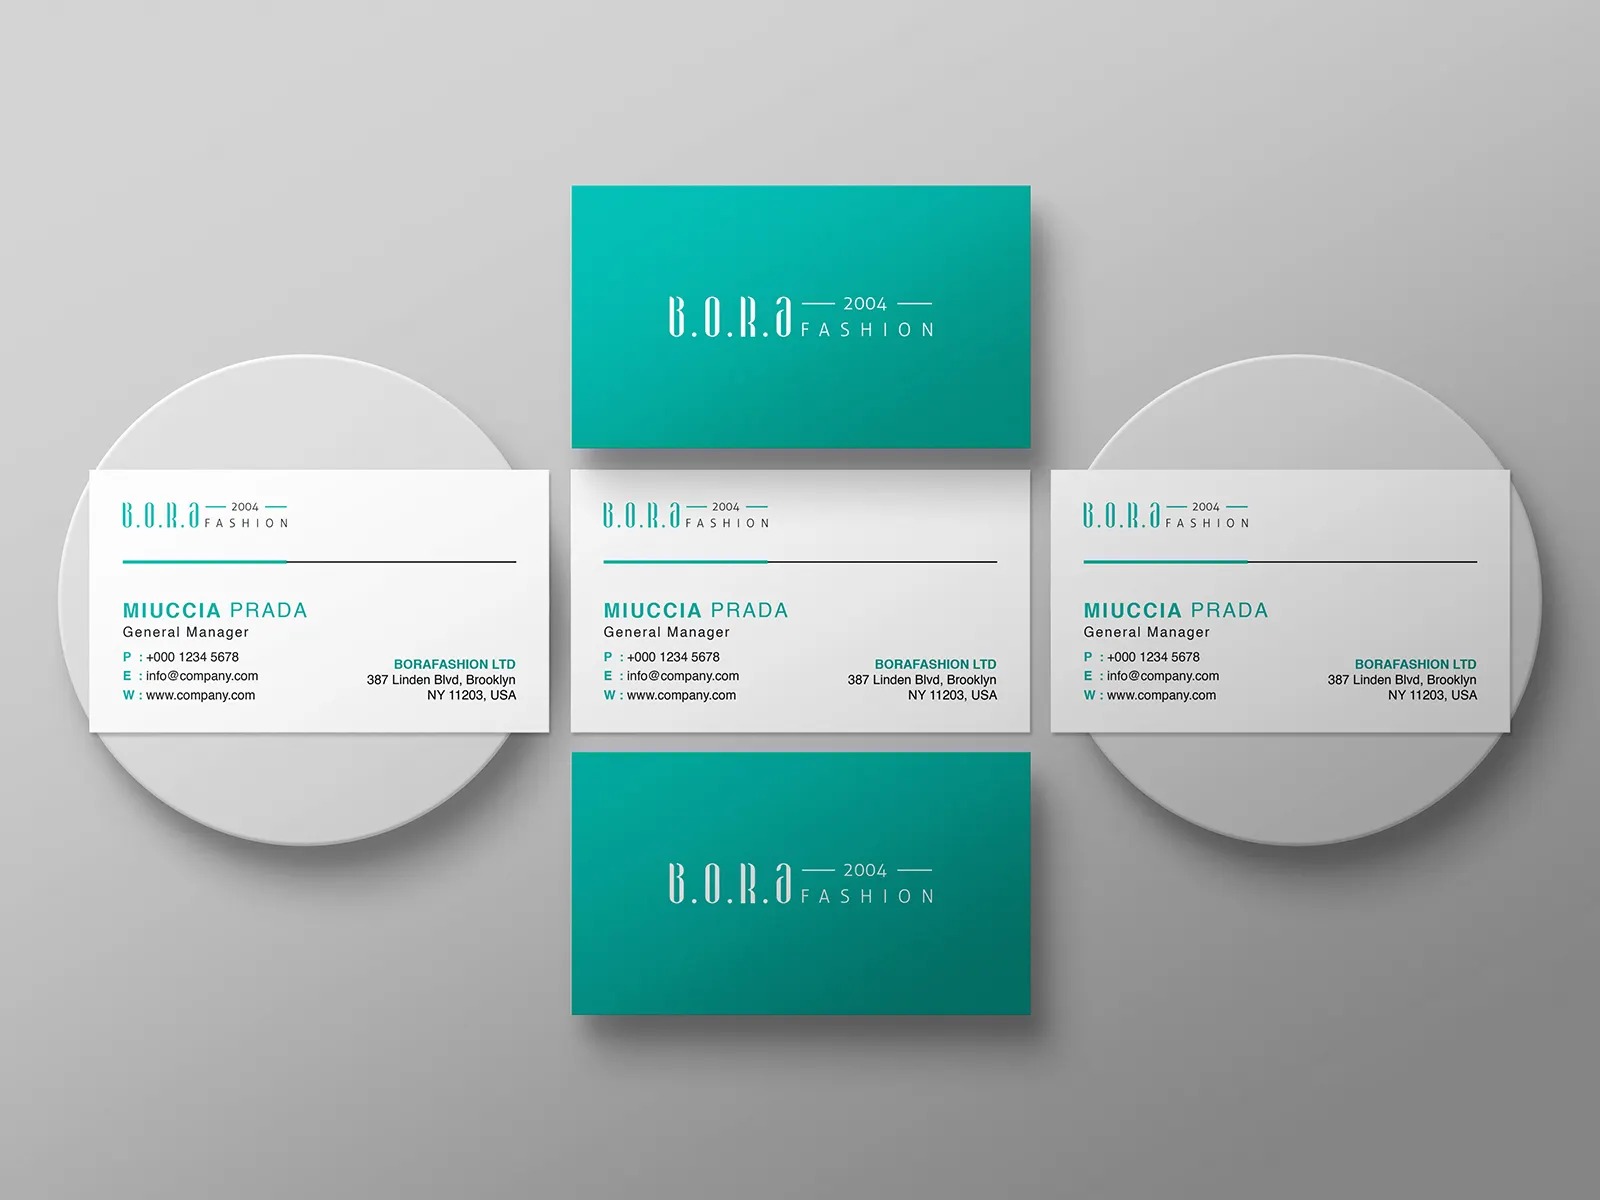 B.O.R.a
2004
FASHION
B.O.R.a
2004
FASHION
MIUCCIA PRADA
General Manager
P : +000 1234 5678
E : info@company.com
W : www.company.com
BORAFASHION LTD
387 Linden Blvd, Brooklyn
NY 11203, USA
B.O.R.a
2004
FASHION
MIUCCIA PRADA
General Manager
P : +000 1234 5678
E : info@company.com
W : www.company.com
BORAFASHION LTD
387 Linden Blvd, Brooklyn
NY 11203, USA
B.O.R.a
2004
FASHION
MIUCCIA PRADA
General Manager
P : +000 1234 5678
E : info@company.com
W : www.company.com
BORAFASHION LTD
387 Linden Blvd, Brooklyn
NY 11203, USA
B.O.R.a
2004
FASHION